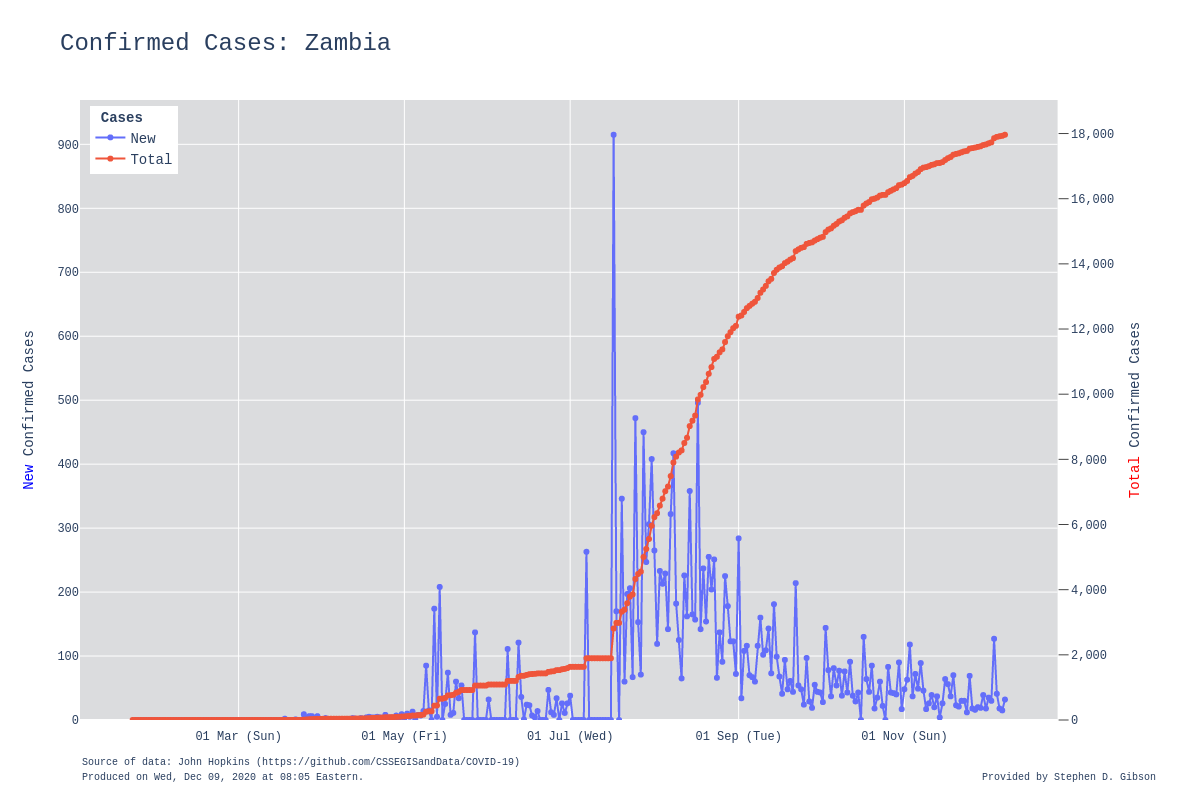 Confirmed Cases: Zambia
Cases
New
Total
900
800
700
600
500
400
300
200
100
0
18,000
16,000
14,000
12,000
10,000
8,000
6,000
4,000
2,000
0
New Confirmed Cases
Total Confirmed Cases
01 Mar (Sun)
01 May (Fri)
01 Jul (Wed)
01 Sep (Tue)
01 Nov (Sun)
Source of data: John Hopkins (https://github.com/CSSEGISandData/COVID-19)
Produced on Wed, Dec 09, 2020 at 08:05 Eastern.
Provided by Stephen D. Gibson